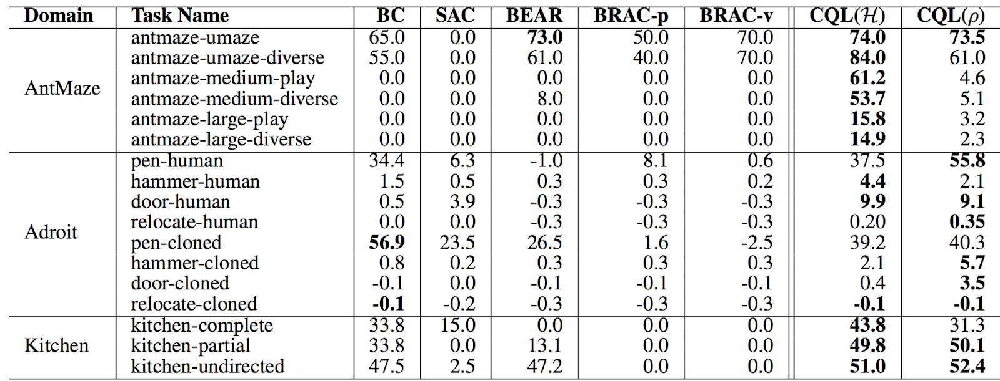 Domain Task Name BC SAC BEAR BRAC-p BRAC-v CQL(ℋ) CQL(ρ)
antmaze-umaze 65.0 0.0 73.0 50.0 70.0 74.0 73.5
antmaze-umaze-diverse 55.0 0.0 61.0 40.0 70.0 84.0 61.0
antmaze-medium-play 0.0 0.0 0.0 0.0 0.0 61.2 4.6
AntMaze
antmaze-medium-diverse 0.0 0.0 8.0 0.0 0.0 53.7 5.1
antmaze-large-play 0.0 0.0 0.0 0.0 0.0 15.8 3.2
antmaze-large-diverse 0.0 0.0 0.0 0.0 0.0 14.9 2.3
pen-human 34.4 6.3 -1.0 8.1 0.6 37.5 55.8
hammer-human 1.5 0.5 0.3 0.3 0.2 4.4 2.1
door-human 0.5 3.9 -0.3 -0.3 -0.3 9.9 9.1
relocate-human 0.0 0.0 -0.3 -0.3 -0.3 0.20 0.35
Adroit
pen-cloned 56.9 23.5 26.5 1.6 -2.5 39.2 40.3
hammer-cloned 0.8 0.2 0.3 0.3 0.3 2.1 5.7
door-cloned -0.1 0.0 -0.1 -0.1 -0.1 0.4 3.5
relocate-cloned -0.1 -0.2 -0.3 -0.3 -0.3 -0.1 -0.1
kitchen-complete 33.8 15.0 0.0 0.0 0.0 43.8 31.3
Kitchen kitchen-partial 33.8 0.0 13.1 0.0 0.0 49.8 50.1
kitchen-undirected 47.5 2.5 47.2 0.0 0.0 51.0 52.4